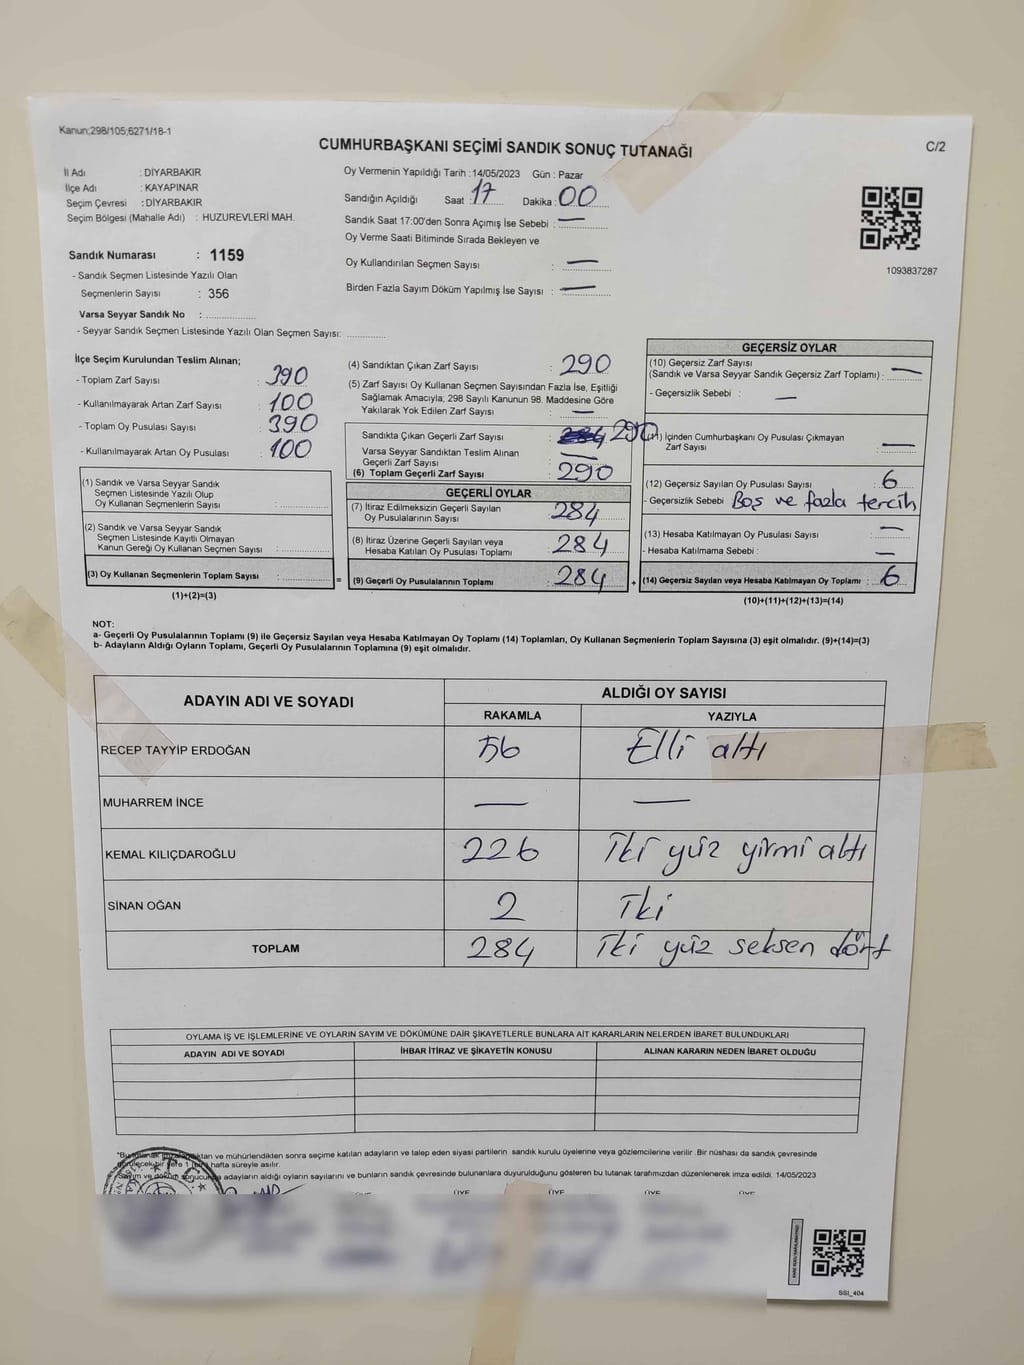 Kanun;298/105;6271/18-1
C/2
CUMHURBAŞKANI SEÇİMİ SANDIK SONUÇ TUTANAĞI
İl Adı : DİYARBAKIR
İlçe Adı : KAYAPINAR
Seçim Çevresi : DİYARBAKIR
Seçim Bölgesi (Mahalle Adı) : HUZUREVLERİ MAH.
Sandık Numarası : 1159
- Sandık Seçmen Listesinde Yazılı Olan
Seçmenlerin Sayısı : 356
Varsa Seyyar Sandık No :
- Seyyar Sandık Seçmen Listesinde Yazılı Olan Seçmen Sayısı:
Oy Vermenin Yapıldığı Tarih :14/05/2023 Gün : Pazar
Sandığın Açıldığı Saat : 17 Dakika : 00
Sandık Saat 17:00'den Sonra Açımış İse Sebebi : —
Oy Verme Saati Bitiminde Sırada Bekleyen ve
Oy Kullandırılan Seçmen Sayısı : —
Birden Fazla Sayım Döküm Yapılmış İse Sayısı : —
1093837287
İlçe Seçim Kurulundan Teslim Alınan;
- Toplam Zarf Sayısı : 390
- Kullanılmayarak Artan Zarf Sayısı : 100
- Toplam Oy Pusulası Sayısı : 390
- Kullanılmayarak Artan Oy Pusulası : 100
(1) Sandık ve Varsa Seyyar Sandık
Seçmen Listesinde Yazılı Olup
Oy Kullanan Seçmen Sayısı :
(2) Sandık ve Varsa Seyyar Sandık
Seçmen Listesinde Kayıtlı Olmayan
Kanun Gereği Oy Kullanan Seçmen Sayısı :
(3) Oy Kullanan Seçmenlerin Toplam Sayısı : =
(1)+(2)=(3)
(4) Sandıktan Çıkan Zarf Sayısı : 290
(5) Zarf Sayısı Oy Kullanan Seçmen Sayısından Fazla İse, Eşitliği
Sağlamak Amacıyla; 298 Sayılı Kanunun 98. Maddesine Göre
Yakılarak Yok Edilen Zarf Sayısı : —
Sandıkta Çıkan Geçerli Zarf Sayısı : 290
Varsa Seyyar Sandıktan Teslim Alınan
Geçerli Zarf Sayısı : —
(6) Toplam Geçerli Zarf Sayısı : 290
GEÇERLİ OYLAR
(7) İtiraz Edilmeksizin Geçerli Sayılan
Oy Pusulalarının Sayısı : 284
(8) İtiraz Üzerine Geçerli Sayılan veya
Hesaba Katılan Oy Pusulası Toplamı : 284
(9) Geçerli Oy Pusulalarının Toplamı : 284 +
GEÇERSİZ OYLAR
(10) Geçersiz Zarf Sayısı
(Sandık ve Varsa Seyyar Sandık Geçersiz Zarf Toplamı) : —
- Geçersizlik Sebebi : —
(11) İçinden Cumhurbaşkanı Oy Pusulası Çıkmayan
Zarf Sayısı : —
(12) Geçersiz Sayılan Oy Pusulası Sayısı : 6
- Geçersizlik Sebebi Boş ve fazla tercih
(13) Hesaba Katılmayan Oy Pusulası Sayısı : —
- Hesaba Katılmama Sebebi : —
(14) Geçersiz Sayılan veya Hesaba Katılmayan Oy Toplamı : 6
(10)+(11)+(12)+(13)=(14)
NOT:
a- Geçerli Oy Pusulalarının Toplamı (9) ile Geçersiz Sayılan veya Hesaba Katılmayan Oy Toplamı (14) Toplamları, Oy Kullanan Seçmenlerin Toplam Sayısına (3) eşit olmalıdır. (9)+(14)=(3)
b- Adayların Aldığı Oyların Toplamı, Geçerli Oy Pusulalarının Toplamına (9) eşit olmalıdır.
ADAYIN ADI VE SOYADI
ALDIĞI OY SAYISI
RAKAMLA YAZIYLA
RECEP TAYYİP ERDOĞAN 56 Elli altı
MUHARREM İNCE — —
KEMAL KILIÇDAROĞLU 226 İki yüz yirmi altı
SİNAN OĞAN 2 İki
TOPLAM 284 İki yüz seksen dört
OYLAMA İŞ VE İŞLEMLERİNE VE OYLARIN SAYIM VE DÖKÜMÜNE DAİR ŞİKAYETLERLE BUNLARA AİT KARARLARIN NELERDEN İBARET BULUNDUKLARI
ADAYIN ADI VE SOYADI İHBAR İTİRAZ VE ŞİKAYETİN KONUSU ALINAN KARARIN NEDEN İBARET OLDUĞU
ve mühürlendikten sonra seçime katılan adayların ve talep eden siyasi partilerin sandık kurulu üyelerine veya gözlemcilerine verilir. Bir nüshası da sandık çevresinde
hafta süreyle asılır.
adayların aldığı oyların sayılarını ve bunların sandık çevresinde bulunanlara duyurulduğunu gösteren bu tutanak tarafımızdan düzenlenerek imza edildi. 14/05/2023
T.C.
ÜYE ÜYE ÜYE ÜYE
SSI_404